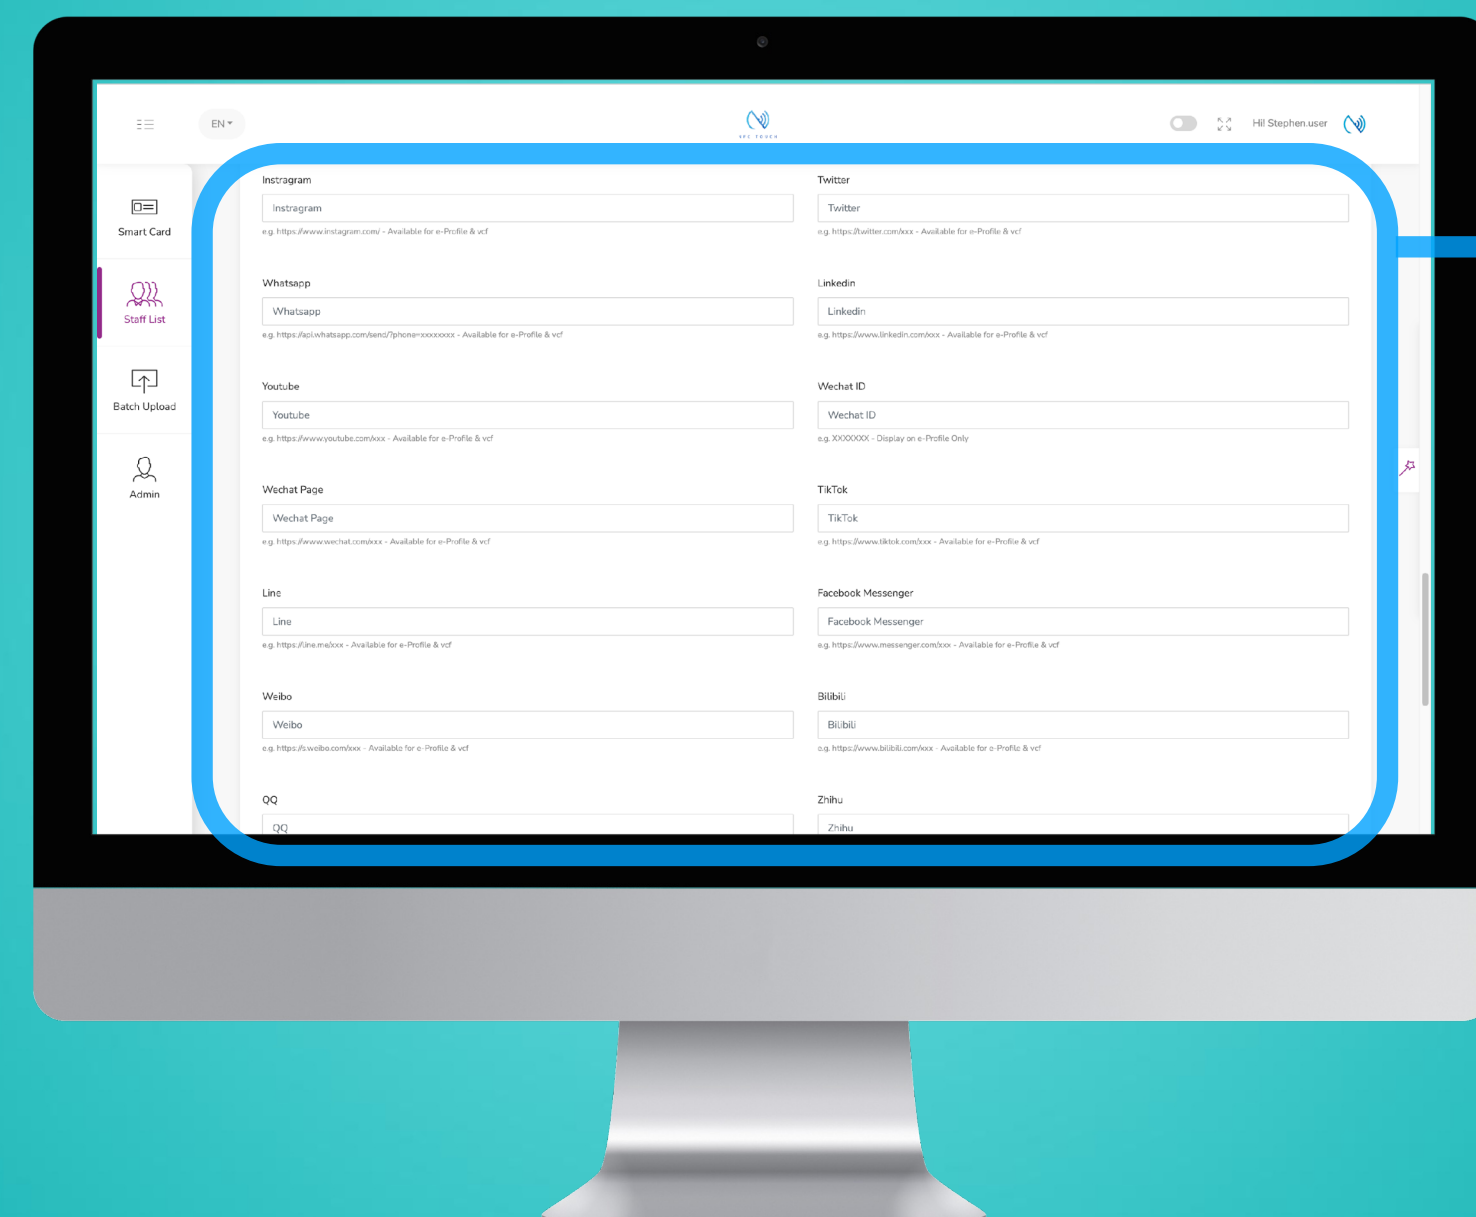 EN
NFC TOUCH
Hi! Stephen.user
Smart Card
Staff List
Batch Upload
Admin
Instragram
Twitter
Instragram
Twitter
e.g. https://www.instagram.com/ - Available for e-Profile & vcf
e.g. https://twitter.com/xxx - Available for e-Profile & vcf
Whatsapp
Linkedin
Whatsapp
Linkedin
e.g. https://api.whatsapp.com/send/?phone=xxxxxxxx - Available for e-Profile & vcf
e.g. https://www.linkedin.com/xxx - Available for e-Profile & vcf
Youtube
Wechat ID
Youtube
Wechat ID
e.g. https://www.youtube.com/xxx - Available for e-Profile & vcf
e.g. XXXXXXX - Display on e-Profile Only
Wechat Page
TikTok
Wechat Page
TikTok
e.g. https://www.wechat.com/xxx - Available for e-Profile & vcf
e.g. https://www.tiktok.com/xxx - Available for e-Profile & vcf
Line
Facebook Messenger
Line
Facebook Messenger
e.g. https://line.me/xxx - Available for e-Profile & vcf
e.g. https://www.messenger.com/xxx - Available for e-Profile & vcf
Weibo
Bilibili
Weibo
Bilibili
e.g. https://s.weibo.com/xxx - Available for e-Profile & vcf
e.g. https://www.bilibili.com/xxx - Available for e-Profile & vcf
QQ
Zhihu
QQ
Zhihu